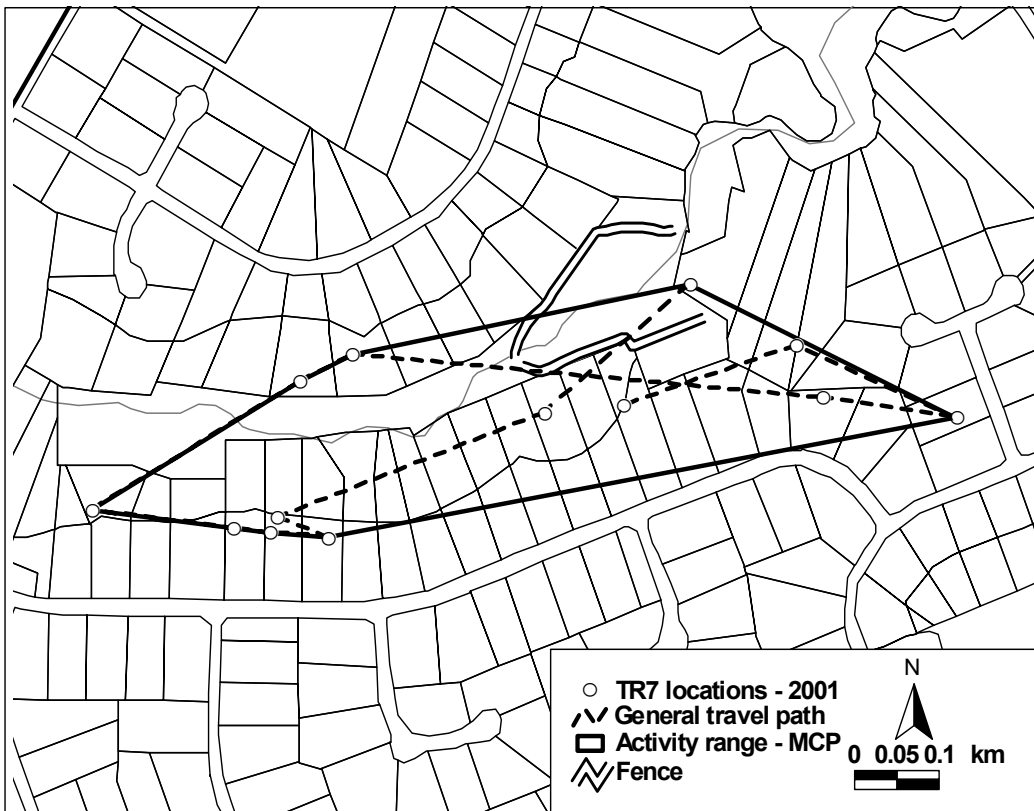 TR7 locations - 2001
General travel path
Activity range - MCP
Fence
N
0 0.05 0.1 km